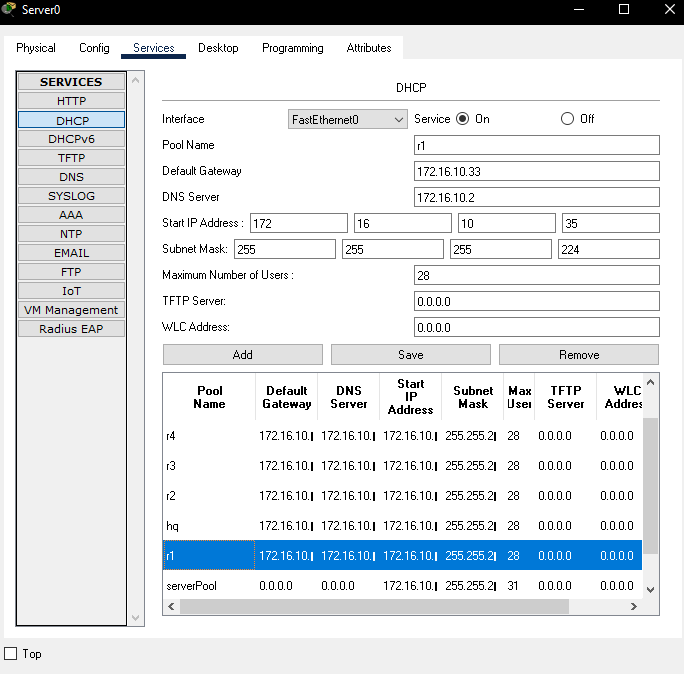 Server0
Physical Config Services Desktop Programming Attributes
SERVICES
HTTP
DHCP
DHCPv6
TFTP
DNS
SYSLOG
AAA
NTP
EMAIL
FTP
IoT
VM Management
Radius EAP
DHCP
Interface FastEthernet0 Service On Off
Pool Name r1
Default Gateway 172.16.10.33
DNS Server 172.16.10.2
Start IP Address : 172 16 10 35
Subnet Mask: 255 255 255 224
Maximum Number of Users : 28
TFTP Server: 0.0.0.0
WLC Address: 0.0.0.0
Add Save Remove
Pool Name Default Gateway DNS Server Start IP Address Subnet Mask Max User TFTP Server WLC Addres
r4 172.16.10. 172.16.10. 172.16.10. 255.255.2 28 0.0.0.0 0.0.0.0
r3 172.16.10. 172.16.10. 172.16.10. 255.255.2 28 0.0.0.0 0.0.0.0
r2 172.16.10. 172.16.10. 172.16.10. 255.255.2 28 0.0.0.0 0.0.0.0
hq 172.16.10. 172.16.10. 172.16.10. 255.255.2 28 0.0.0.0 0.0.0.0
r1 172.16.10. 172.16.10. 172.16.10. 255.255.2 28 0.0.0.0 0.0.0.0
serverPool 0.0.0.0 0.0.0.0 172.16.10. 255.255.2 31 0.0.0.0 0.0.0.0
Top